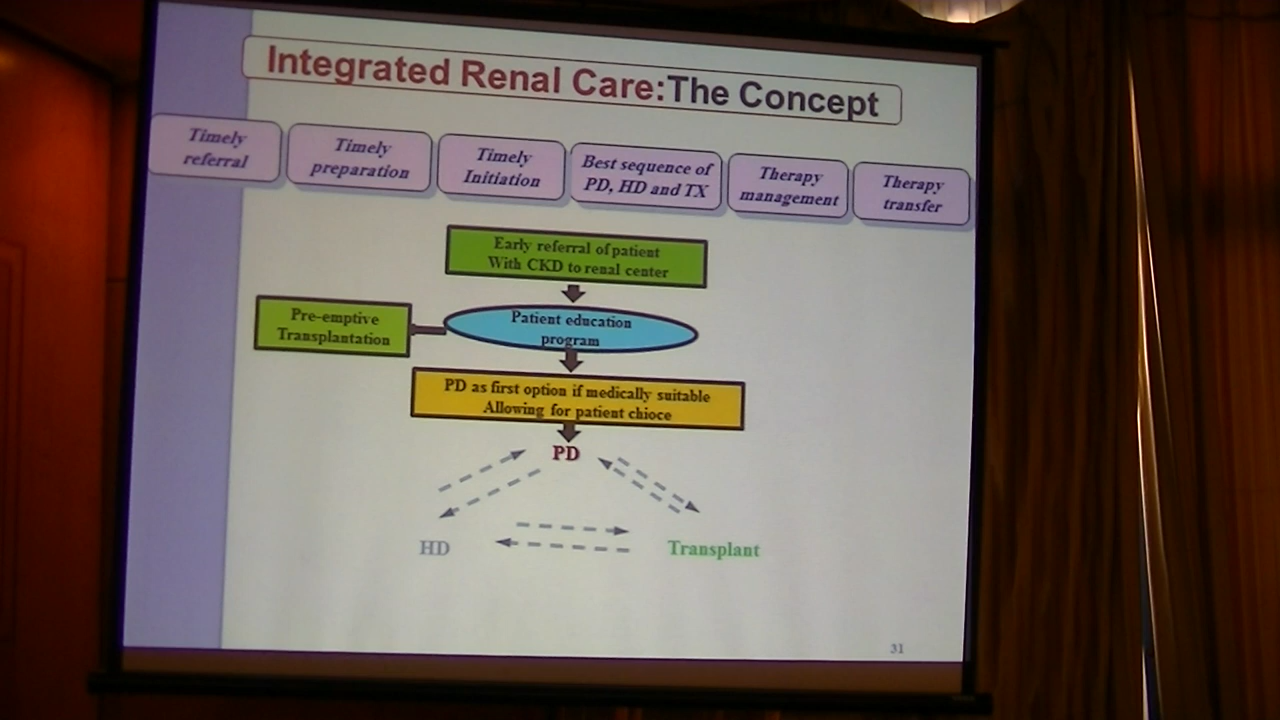 Integrated Renal Care:The Concept
Timely
referral
Timely
preparation
Timely
Initiation
Best sequence of
PD, HD and TX
Therapy
management
Therapy
transfer
Early referral of patient
With CKD to renal center
Pre-emptive
Transplantation
Patient education
program
PD as first option if medically suitable
Allowing for patient chioce
PD
HD
Transplant
31